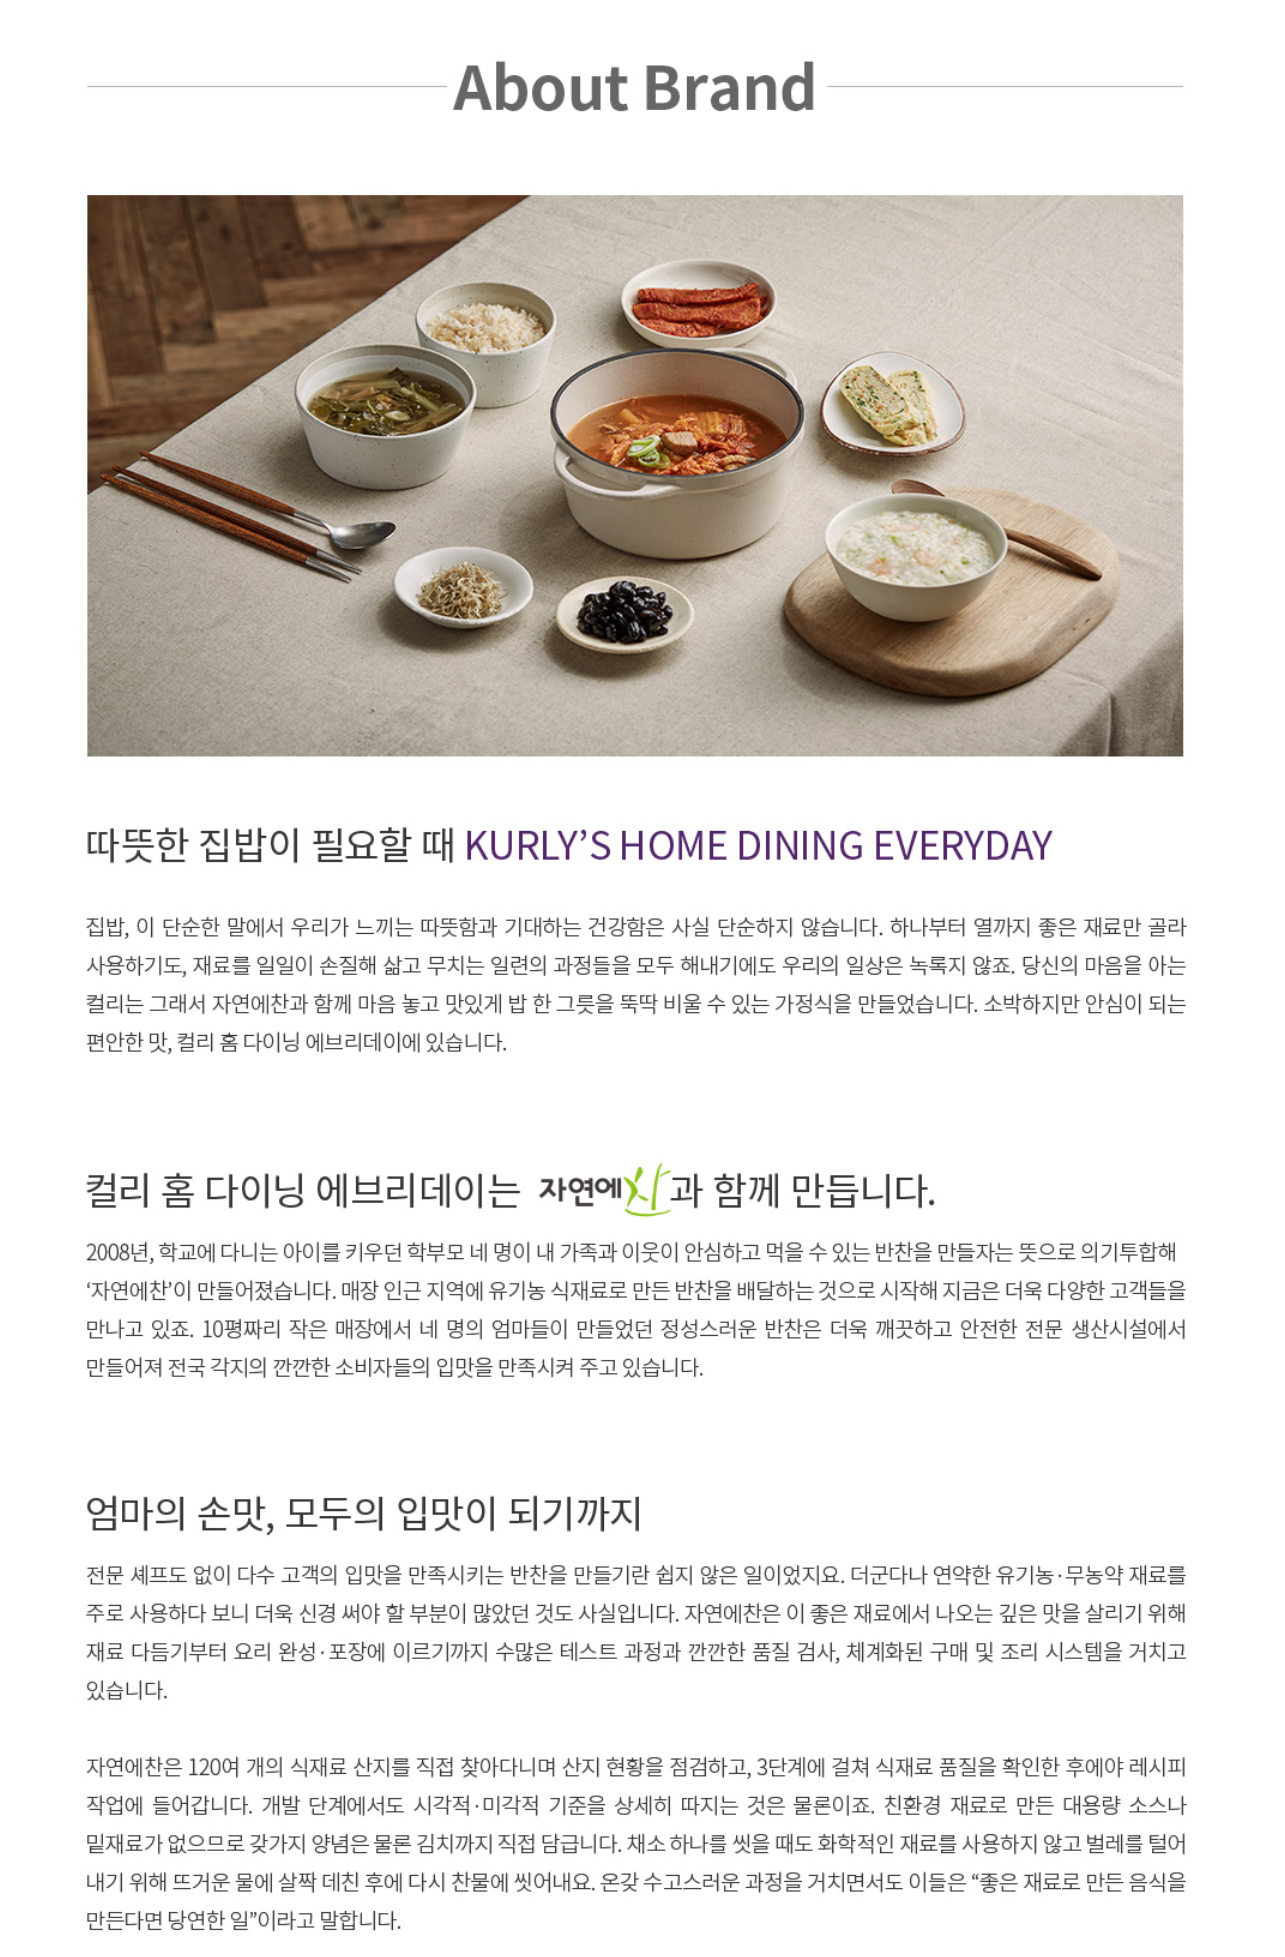 About Brand
따뜻한 집밥이 필요할 때 KURLY’S HOME DINING EVERYDAY
집밥, 이 단순한 말에서 우리가 느끼는 따뜻함과 기대하는 건강함은 사실 단순하지 않습니다. 하나부터 열까지 좋은 재료만 골라
사용하기도, 재료를 일일이 손질해 삶고 무치는 일련의 과정들을 모두 해내기에도 우리의 일상은 녹록지 않죠. 당신의 마음을 아는
컬리는 그래서 자연에찬과 함께 마음 놓고 맛있게 밥 한 그릇을 뚝딱 비울 수 있는 가정식을 만들었습니다. 소박하지만 안심이 되는
편안한 맛, 컬리 홈 다이닝 에브리데이에 있습니다.
컬리 홈 다이닝 에브리데이는 자연에찬과 함께 만듭니다.
2008년, 학교에 다니는 아이를 키우던 학부모 네 명이 내 가족과 이웃이 안심하고 먹을 수 있는 반찬을 만들자는 뜻으로 의기투합해
‘자연에찬’이 만들어졌습니다. 매장 인근 지역에 유기농 식재료로 만든 반찬을 배달하는 것으로 시작해 지금은 더욱 다양한 고객들을
만나고 있죠. 10평짜리 작은 매장에서 네 명의 엄마들이 만들었던 정성스러운 반찬은 더욱 깨끗하고 안전한 전문 생산시설에서
만들어져 전국 각지의 깐깐한 소비자들의 입맛을 만족시켜 주고 있습니다.
엄마의 손맛, 모두의 입맛이 되기까지
전문 셰프도 없이 다수 고객의 입맛을 만족시키는 반찬을 만들기란 쉽지 않은 일이었지요. 더군다나 연약한 유기농·무농약 재료를
주로 사용하다 보니 더욱 신경 써야 할 부분이 많았던 것도 사실입니다. 자연에찬은 이 좋은 재료에서 나오는 깊은 맛을 살리기 위해
재료 다듬기부터 요리 완성·포장에 이르기까지 수많은 테스트 과정과 깐깐한 품질 검사, 체계화된 구매 및 조리 시스템을 거치고
있습니다.
자연에찬은 120여 개의 식재료 산지를 직접 찾아다니며 산지 현황을 점검하고, 3단계에 걸쳐 식재료 품질을 확인한 후에야 레시피
작업에 들어갑니다. 개발 단계에서도 시각적·미각적 기준을 상세히 따지는 것은 물론이죠. 친환경 재료로 만든 대용량 소스나
밑재료가 없으므로 갖가지 양념은 물론 김치까지 직접 담급니다. 채소 하나를 씻을 때도 화학적인 재료를 사용하지 않고 벌레를 털어
내기 위해 뜨거운 물에 살짝 데친 후에 다시 찬물에 씻어내요. 온갖 수고스러운 과정을 거치면서도 이들은 “좋은 재료로 만든 음식을
만든다면 당연한 일”이라고 말합니다.